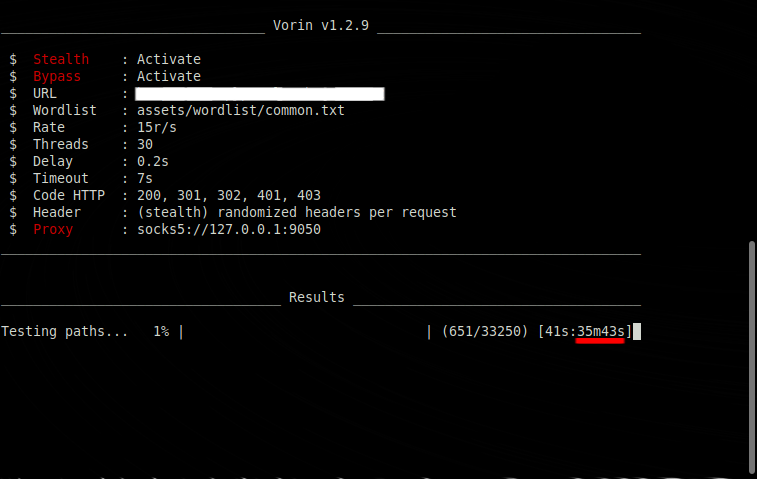 Vorin v1.2.9
$ Stealth : Activate
$ Bypass : Activate
$ URL :
$ Wordlist : assets/wordlist/common.txt
$ Rate : 15r/s
$ Threads : 30
$ Delay : 0.2s
$ Timeout : 7s
$ Code HTTP : 200, 301, 302, 401, 403
$ Header : (stealth) randomized headers per request
$ Proxy : socks5://127.0.0.1:9050
Results
Testing paths... 1% | | (651/33250) [41s:35m43s]